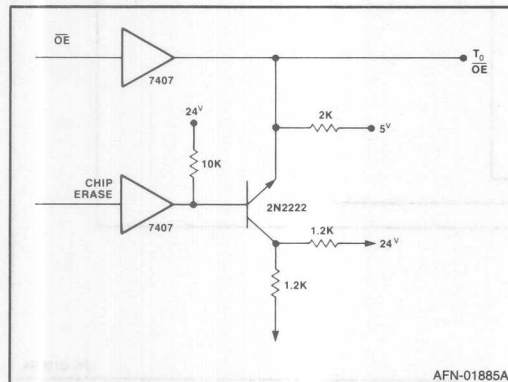 OE
7407
T0
OE
24V
2K
5V
10K
CHIP
ERASE
2N2222
7407
1.2K
24V
1.2K
AFN-01885A